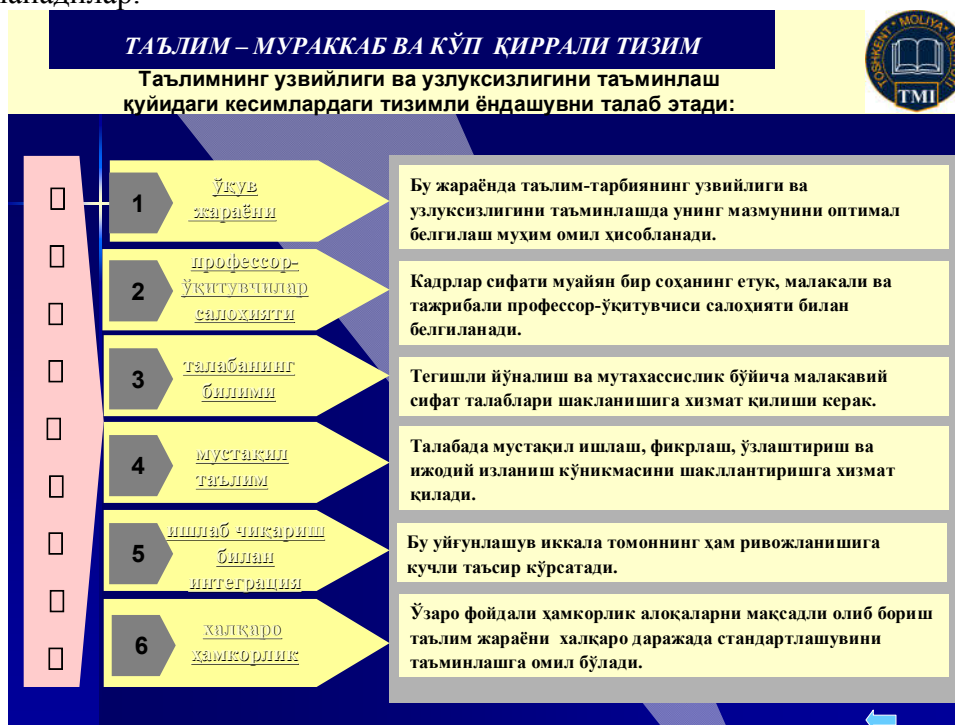 ТАЪЛИМ – МУРАККАБ ВА КЎП ҚИРРАЛИ ТИЗИМ
Таълимнинг узвийлиги ва узлуксизлигини таъминлаш
қуйидаги кесимлардаги тизимли ёндашувни талаб этади:
TOSHKENT * MOLIYA * INSTITUTI
TMI
1
ўқув
жараёни
Бу жараёнда таълим-тарбиянинг узвийлиги ва
узлуксизлигини таъминлашда унинг мазмунини оптимал
белгилаш муҳим омил ҳисобланади.
2
профессор-
ўқитувчилар
салоҳияти
Кадрлар сифати муайян бир соҳанинг етук, малакали ва
тажрибали профессор-ўқитувчиси салоҳияти билан
белгиланади.
3
талабанинг
билими
Тегишли йўналиш ва мутахассислик бўйича малакавий
сифат талаблари шакланишига хизмат қилиши керак.
4
мустақил
таълим
Талабада мустақил ишлаш, фикрлаш, ўзлаштириш ва
ижодий изланиш кўникмасини шакллантиришга хизмат
қилади.
5
ишлаб чиқариш
билан
интеграция
Бу уйғунлашув иккала томоннинг ҳам ривожланишига
кучли таъсир кўрсатади.
6
халқаро
ҳамкорлик
Ўзаро фойдали ҳамкорлик алоқаларни мақсадли олиб бориш
таълим жараёни халқаро даражада стандартлашувини
таъминлашга омил бўлади.